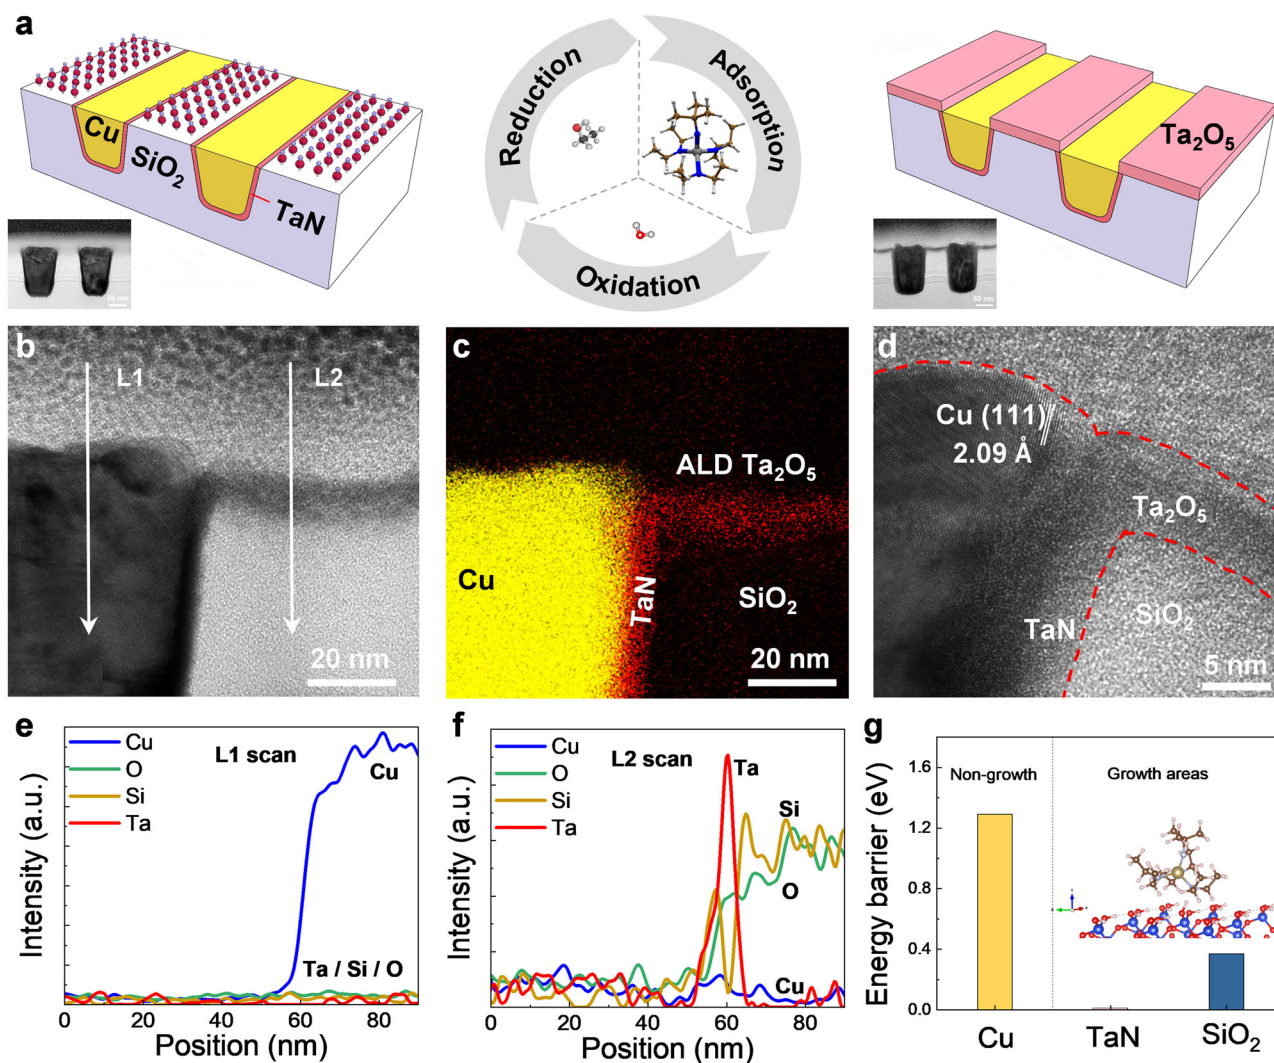 a
Cu
SiO2
TaN
50 nm
Reduction
Adsorption
Oxidation
Ta2O5
50 nm
b
L1
L2
20 nm
c
ALD Ta2O5
Cu
TaN
SiO2
20 nm
d
Cu (111)
2.09 Å
Ta2O5
TaN
SiO2
5 nm
e
Cu
O
Si
Ta
L1 scan
Cu
Ta / Si / O
Intensity (a.u.)
0 20 40 60 80
Position (nm)
f
Cu
O
Si
Ta
L2 scan
Ta
Si
O
Cu
Intensity (a.u.)
0 20 40 60 80
Position (nm)
g
Non-growth
Growth areas
Energy barrier (eV)
1.6
1.2
0.8
0.4
0.0
Cu
TaN
SiO2